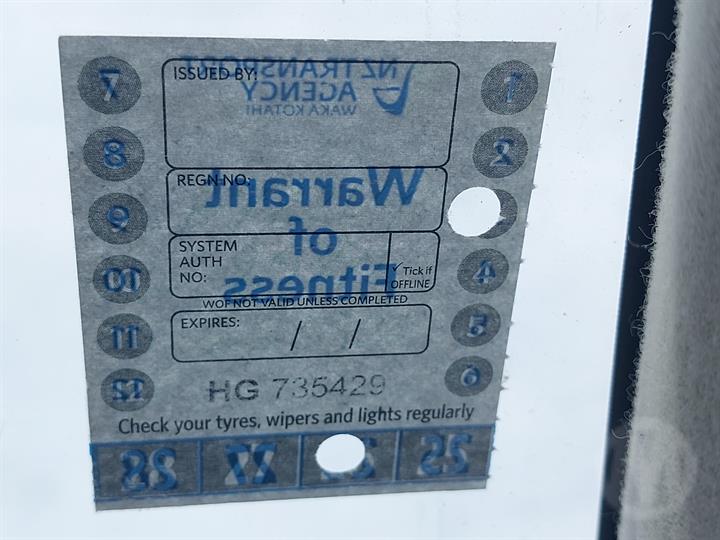 NZ TRANSPORT
AGENCY
WAKA KOTAHI
ISSUED BY:
7 1
8 2
REGN NO:
Warrant
of
Fitness
9
SYSTEM
AUTH
NO:
✓ Tick if
OFFLINE
10 4
WOF NOT VALID UNLESS COMPLETED
EXPIRES: / /
11 5
12 6
HG 735429
Check your tyres, wipers and lights regularly
28 27 25